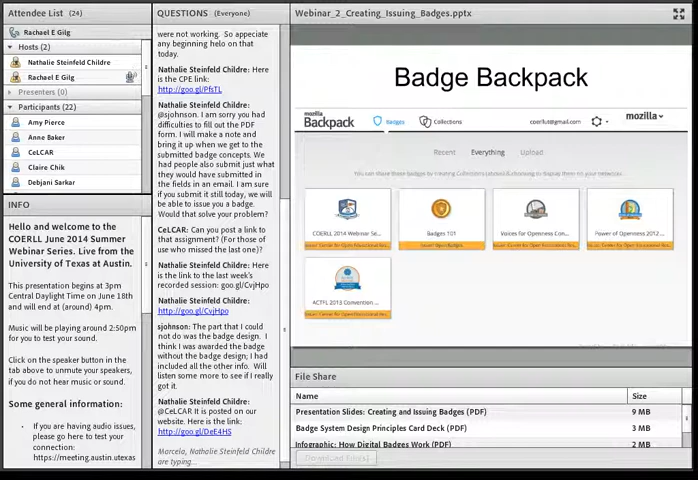 Attendee List (24)
Rachael E Gilg
Hosts (2)
Nathalie Steinfeld Childre
Rachael E Gilg
Presenters (0)
Participants (22)
Amy Pierce
Anne Baker
CeLCAR
Claire Chik
Debjani Sarkar
INFO
Hello and welcome to the
COERLL June 2014 Summer
Webinar Series. Live from the
University of Texas at Austin.
This presentation begins at 3pm
Central Daylight Time on June 18th
and will end at (around) 4pm.
Music will be playing around 2:50pm
for you to test your sound.
Click on the speaker button in the
tab above to unmute your speakers,
if you do not hear music or sound.
Some general information:
If you are having audio issues,
please go here to test your
connection:
https://meeting.austin.utexas
QUESTIONS (Everyone)
were not working. So appreciate
any beginning help on that
today.
Nathalie Steinfeld Childre: Here
is the CPE link:
http://goo.gl/PfsTL
Nathalie Steinfeld Childre:
@sjohnson. I am sorry you had
difficulties to fill out the PDF
form. I will make a note and
bring it up when we get to the
submitted badge concepts. We
had people also submit just what
they would have submitted in
the fields in an email. I am sure
if you submit it still today, we will
be able to issue you a badge.
Would that solve your problem?
CeLCAR: Can you post a link to
that assignment? (For those of
use who missed the last one)?
Nathalie Steinfeld Childre: Here
is the link to the last week's
recorded session: goo.gl/CvjHpo
Nathalie Steinfeld Childre:
http://goo.gl/CvjHpo
sjohnson: The part that I could
not do was the badge design. I
think I was awarded the badge
without the badge design; I had
included all the other info. Will
listen some more to see if I really
got it.
Nathalie Steinfeld Childre:
@CeLCAR It is posted on our
website. Here is the link:
http://goo.gl/DeE4HS
Marcela, Nathalie Steinfeld Childre
are typing...
Webinar_2_Creating_Issuing_Badges.pptx
Badge Backpack
mozilla
Backpack
Badges
Collections
coerllut@gmail.com
mozilla
Recent
Everything
Upload
COERLL 2014 Webinar Se...
Badges 101
Voices for Openness Con...
Power of Openness 2012 ...
ACTFL 2013 Convention ...
File Share
Name
Size
Presentation Slides: Creating and Issuing Badges (PDF)
9 MB
Badge System Design Principles Card Deck (PDF)
3 MB
Infographic: How Digital Badges Work (PDF)
2 MB
Download File(s)